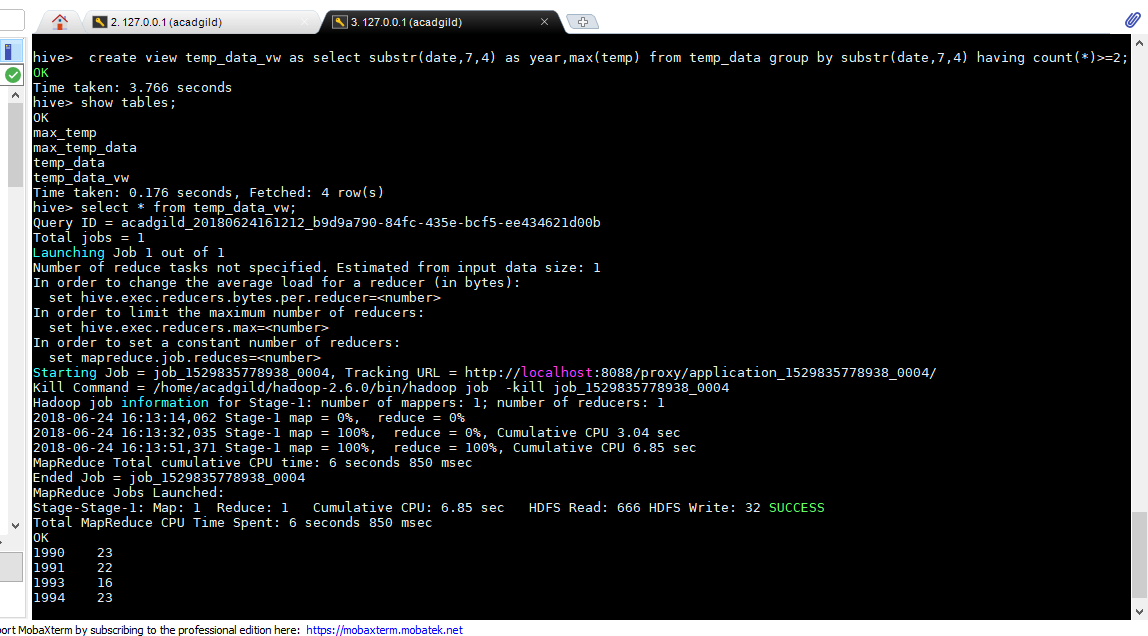 2. 127.0.0.1 (acadgild)
3. 127.0.0.1 (acadgild)
hive>  create view temp_data_vw as select substr(date,7,4) as year,max(temp) from temp_data group by substr(date,7,4) having count(*)>=2;
OK
Time taken: 3.766 seconds
hive> show tables;
OK
max_temp
max_temp_data
temp_data
temp_data_vw
Time taken: 0.176 seconds, Fetched: 4 row(s)
hive> select * from temp_data_vw;
Query ID = acadgild_20180624161212_b9d9a790-84fc-435e-bcf5-ee434621d00b
Total jobs = 1
Launching Job 1 out of 1
Number of reduce tasks not specified. Estimated from input data size: 1
In order to change the average load for a reducer (in bytes):
  set hive.exec.reducers.bytes.per.reducer=<number>
In order to limit the maximum number of reducers:
  set hive.exec.reducers.max=<number>
In order to set a constant number of reducers:
  set mapreduce.job.reduces=<number>
Starting Job = job_1529835778938_0004, Tracking URL = http://localhost:8088/proxy/application_1529835778938_0004/
Kill Command = /home/acadgild/hadoop-2.6.0/bin/hadoop job  -kill job_1529835778938_0004
Hadoop job information for Stage-1: number of mappers: 1; number of reducers: 1
2018-06-24 16:13:14,062 Stage-1 map = 0%,  reduce = 0%
2018-06-24 16:13:32,035 Stage-1 map = 100%,  reduce = 0%, Cumulative CPU 3.04 sec
2018-06-24 16:13:51,371 Stage-1 map = 100%,  reduce = 100%, Cumulative CPU 6.85 sec
MapReduce Total cumulative CPU time: 6 seconds 850 msec
Ended Job = job_1529835778938_0004
MapReduce Jobs Launched:
Stage-Stage-1: Map: 1  Reduce: 1   Cumulative CPU: 6.85 sec   HDFS Read: 666 HDFS Write: 32 SUCCESS
Total MapReduce CPU Time Spent: 6 seconds 850 msec
OK
1990    23
1991    22
1993    16
1994    23
ort MobaXterm by subscribing to the professional edition here:  https://mobaxterm.mobatek.net